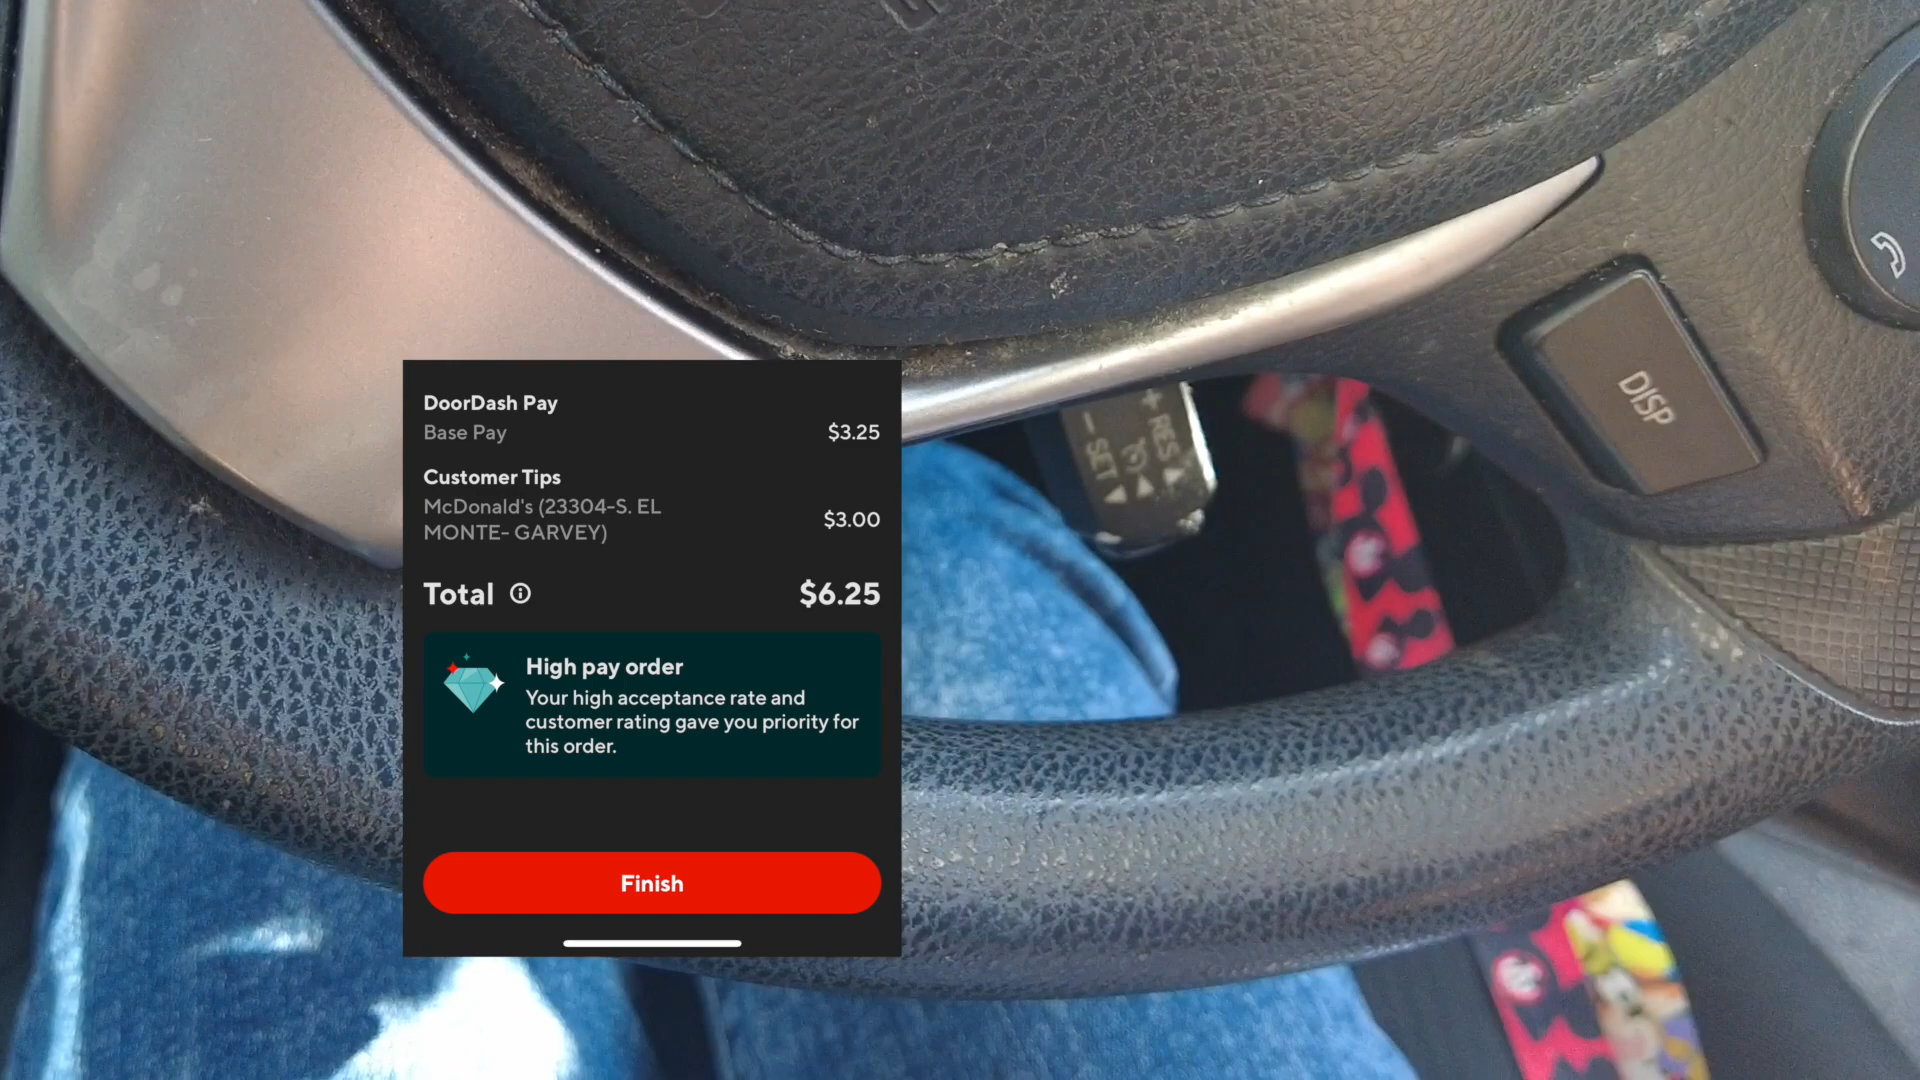 DoorDash Pay
Base Pay $3.25
Customer Tips
McDonald's (23304-S. EL
MONTE- GARVEY) $3.00
Total $6.25
High pay order
Your high acceptance rate and
customer rating gave you priority for
this order.
Finish
+ RES
- SET
DISP